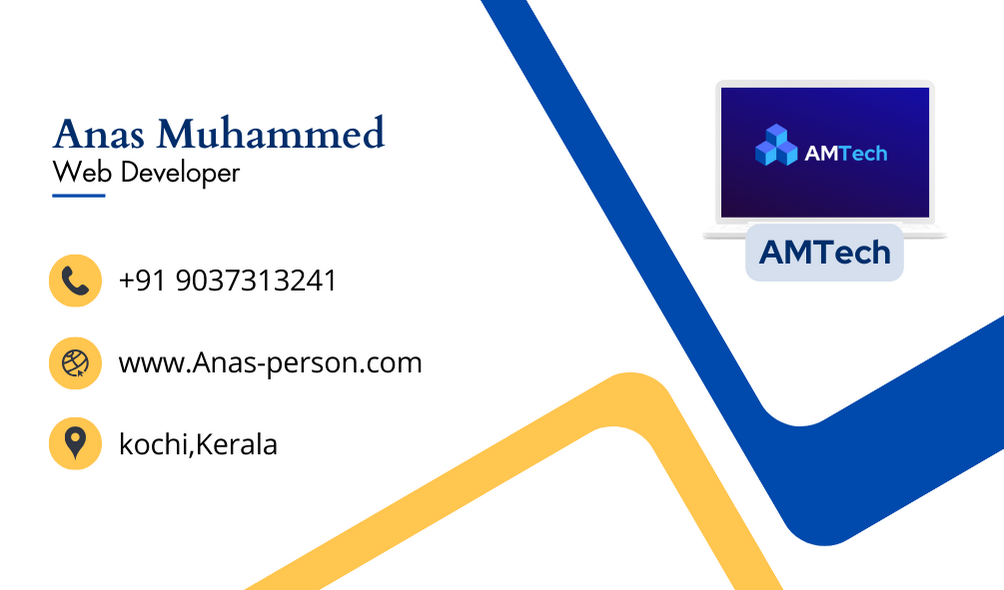 Anas Muhammed
Web Developer
+91 9037313241
www.Anas-person.com
kochi,Kerala
AMTech
AMTech